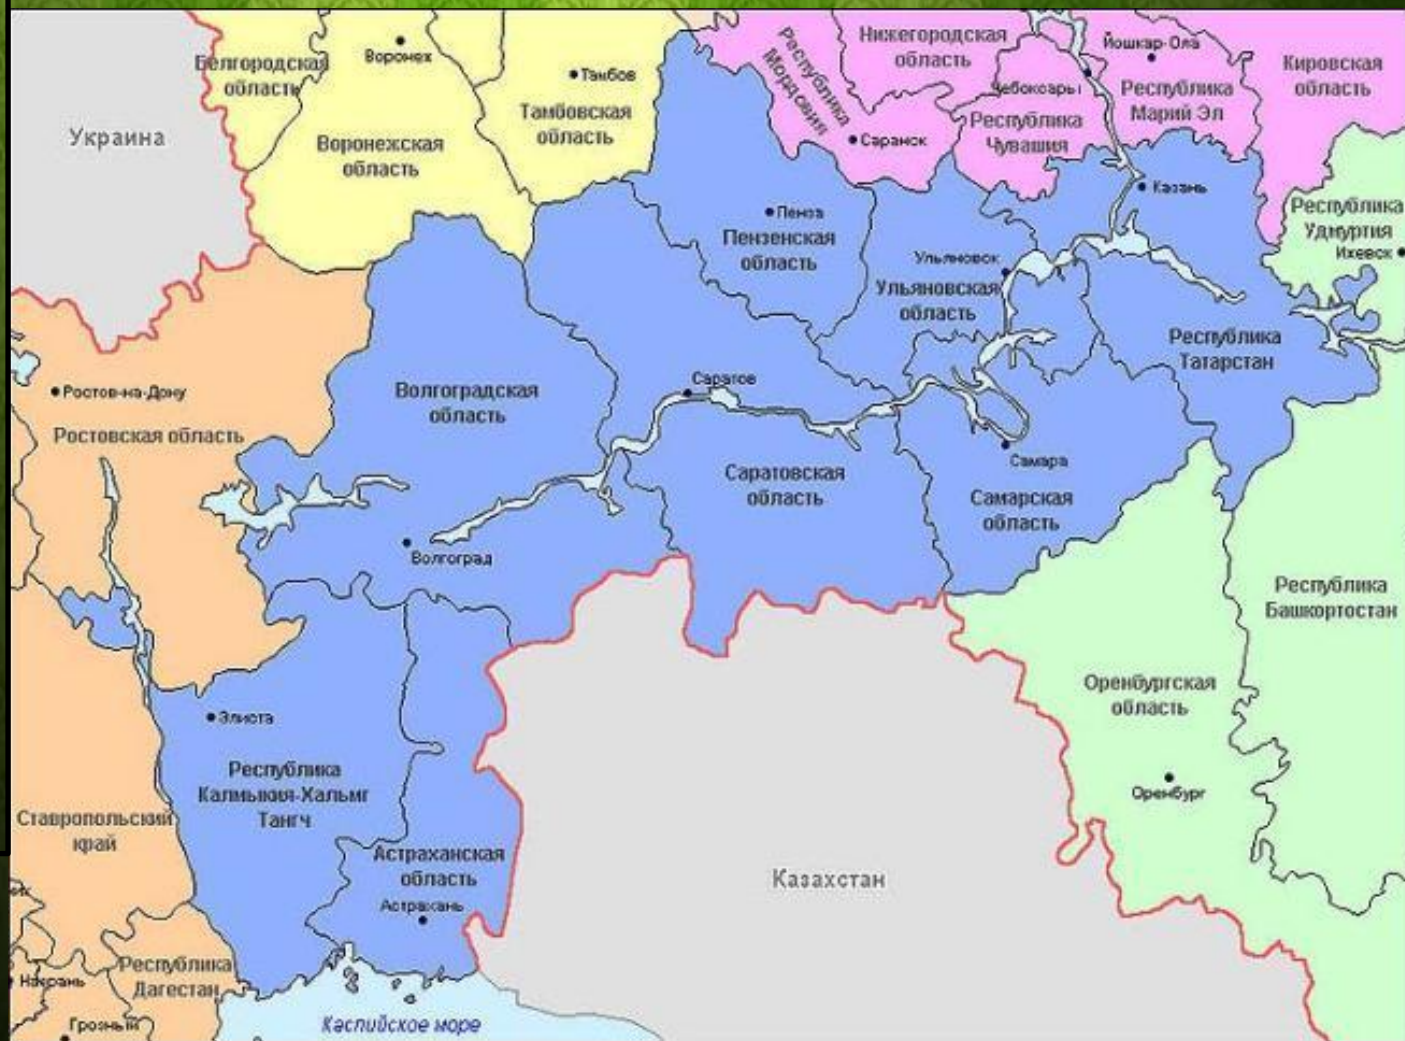 Белгородская
область
Воронех
Воронежская
область
Тамбов
Тамбовская
область
Республика
Мордовия
Саранск
Нижегородская
область
Чебоксары
Республика
Чувашия
Йошкар-Ола
Республика
Марий Эл
Кировская
область
Украина
Пенза
Пензенская
область
Ульяновск
Ульяновская
область
Казань
Республика
Татарстан
Республика
Удмуртия
Ихевск
Ростов-на-Дону
Ростовская область
Волгоградская
область
Саратов
Саратовская
область
Самара
Самарская
область
Волгоград
Республика
Башкортостан
Оренбургская
область
Оренбург
Элиста
Республика
Калмыкия-Хальмг
Тангч
Ставропольский
край
Астраханская
область
Астрахань
Казахстан
Республика
Дагестан
Назрань
Грозный
Каспийское море